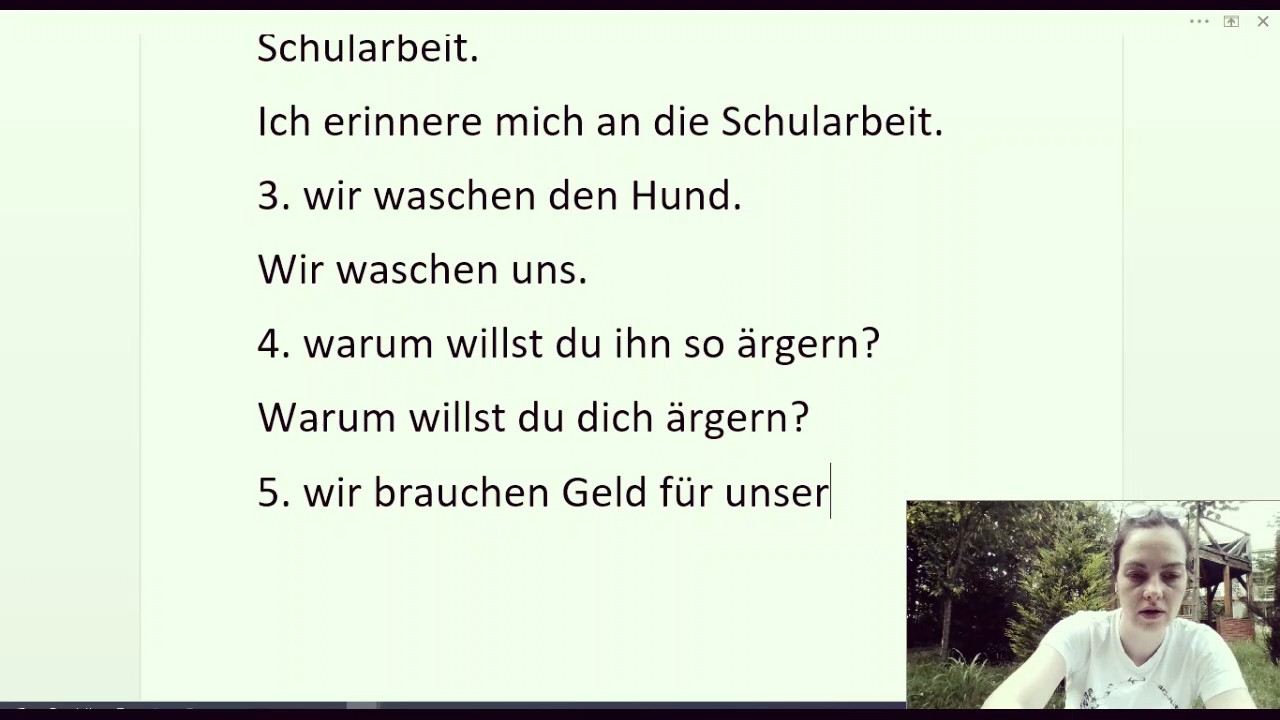 Schularbeit.
Ich erinnere mich an die Schularbeit.
3. wir waschen den Hund.
Wir waschen uns.
4. warum willst du ihn so ärgern?
Warum willst du dich ärgern?
5. wir brauchen Geld für unser